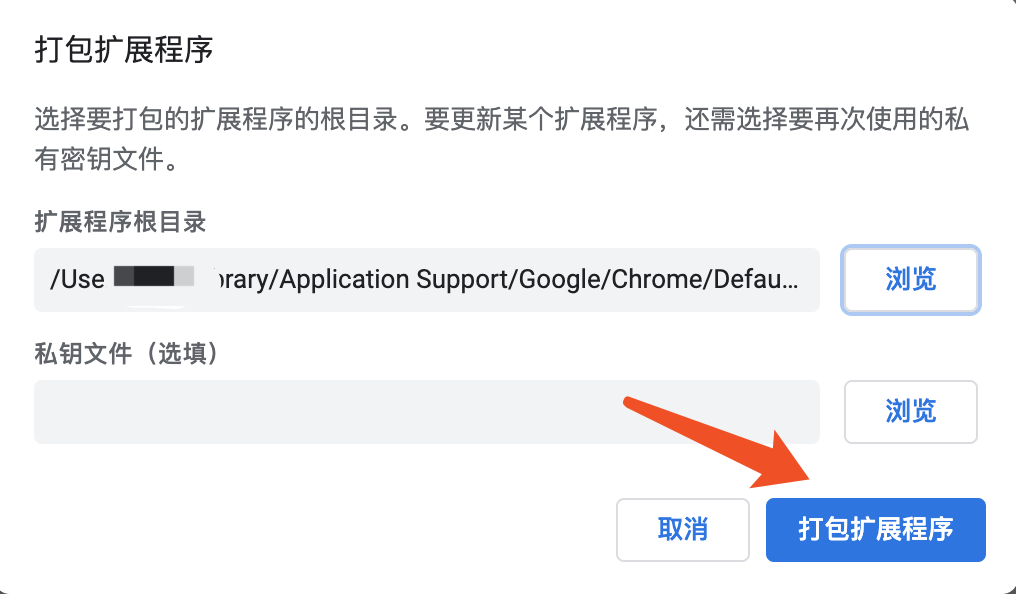 打包扩展程序
选择要打包的扩展程序的根目录。要更新某个扩展程序，还需选择要再次使用的私
有密钥文件。
扩展程序根目录
/Use rary/Application Support/Google/Chrome/Defau...
浏览
私钥文件（选填）
浏览
取消
打包扩展程序